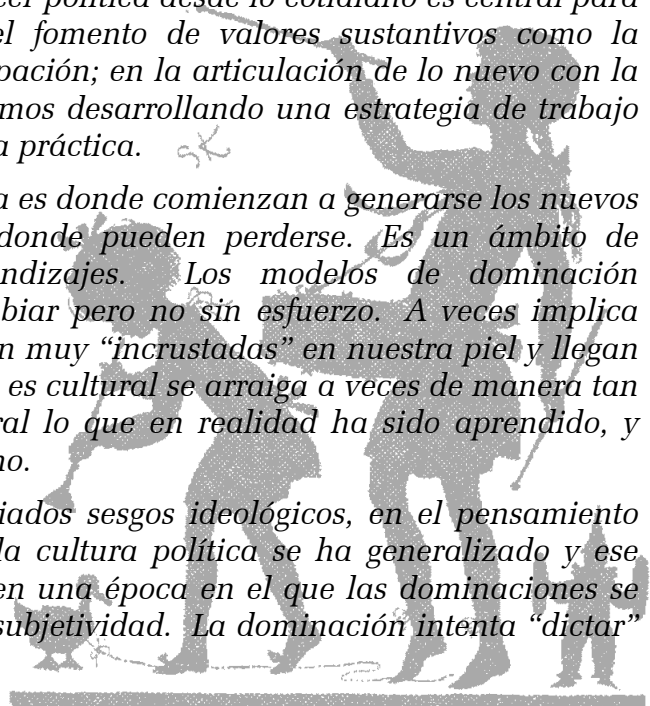 cer política desde lo cotidiano es central para
el fomento de valores sustantivos como la
pación; en la articulación de lo nuevo con la
mos desarrollando una estrategia de trabajo
a práctica.
SK
a es donde comienzan a generarse los nuevos
donde pueden perderse. Es un ámbito de
ndizajes. Los modelos de dominación
biar pero no sin esfuerzo. A veces implica
n muy “incrustadas” en nuestra piel y llegan
es cultural se arraiga a veces de manera tan
ral lo que en realidad ha sido aprendido, y
no.
iados sesgos ideológicos, en el pensamiento
la cultura política se ha generalizado y ese
en una época en el que las dominaciones se
subjetividad. La dominación intenta “dictar”